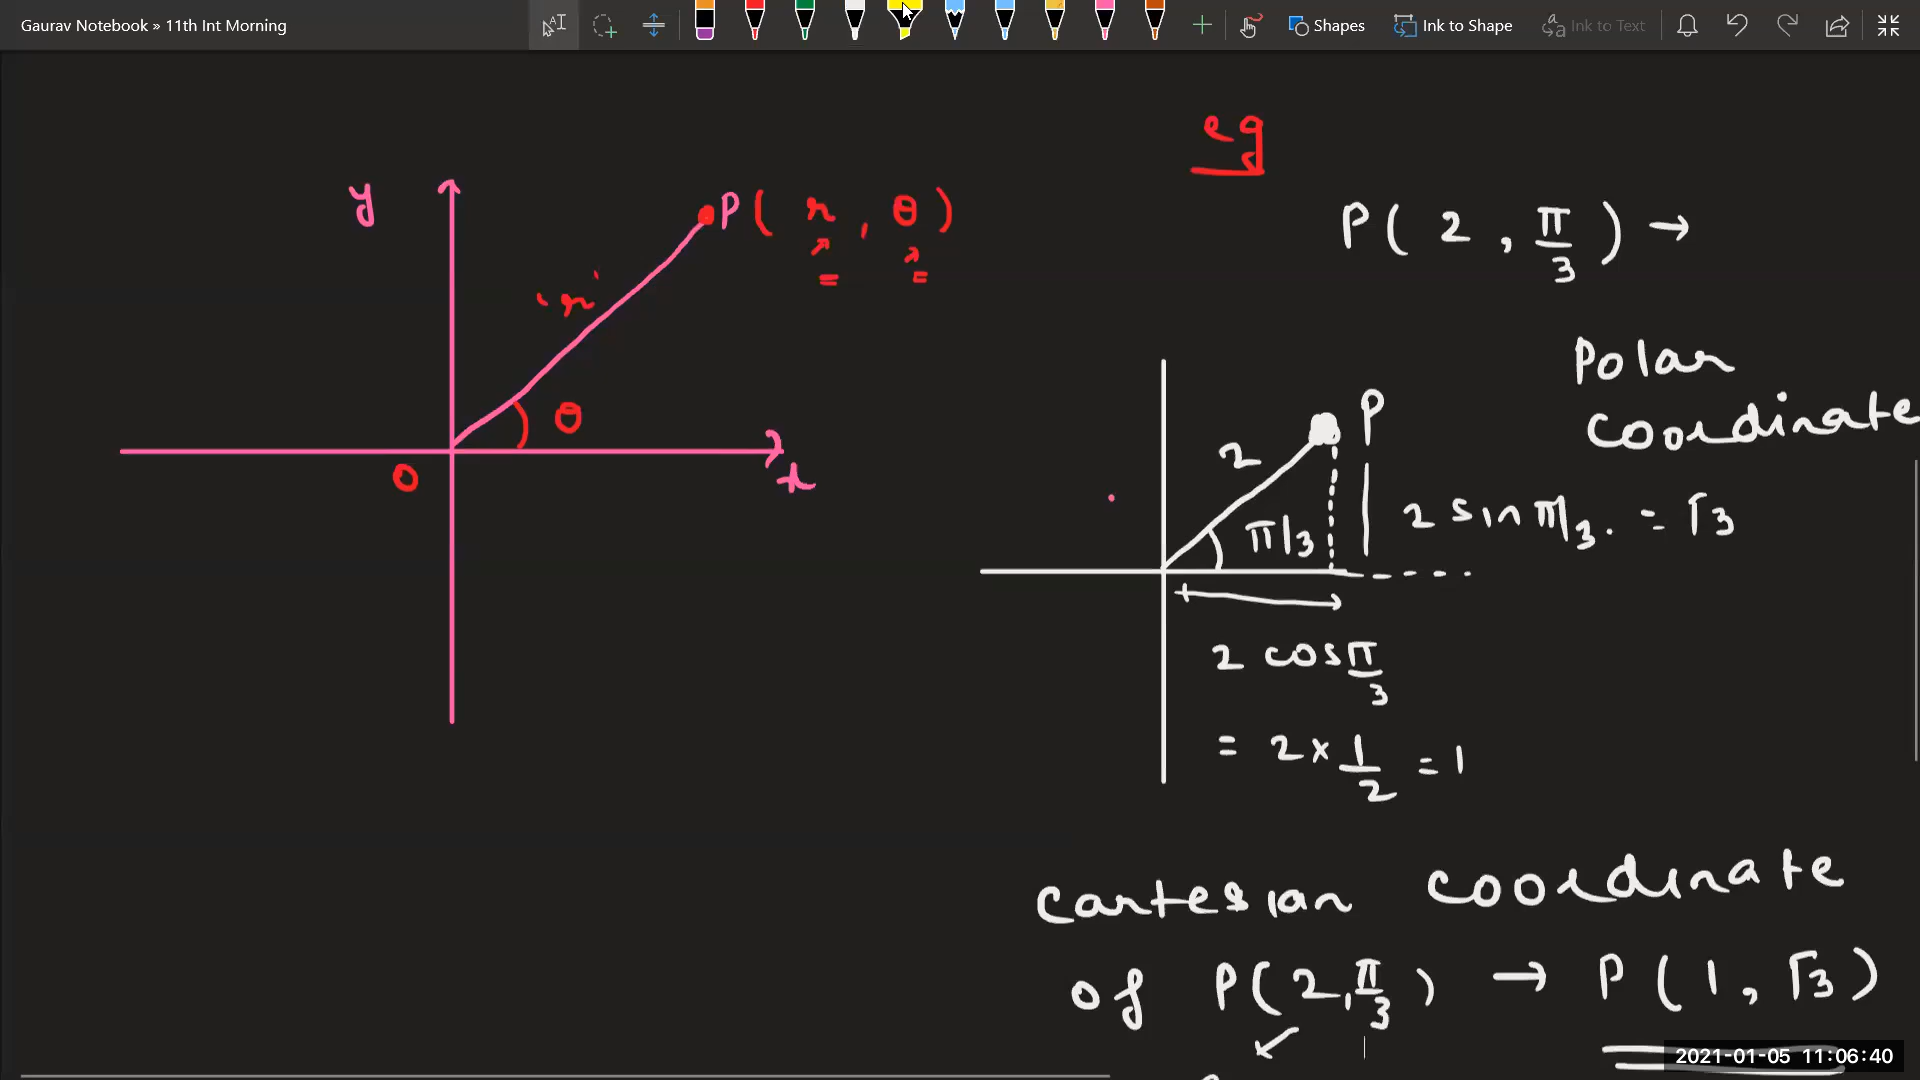 Gaurav Notebook » 11th Int Morning
Shapes
Ink to Shape
Ink to Text
y
P ( r , θ )
'r'
θ
O
x
eg
P ( 2 , π/3 ) →
Polar
coordinate
P
2
π/3
2 sin π/3 . = √3
2 cos π/3
= 2 × 1/2 = 1
Cartesian coordinate
of P ( 2 , π/3 ) → P ( 1 , √3 )
2021-01-05 11:06:40